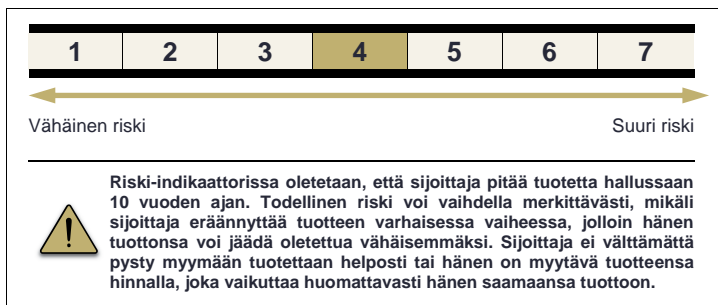 1 2 3 4 5 6 7
Vähäinen riski Suuri riski
Riski-indikaattorissa oletetaan, että sijoittaja pitää tuotetta hallussaan
10 vuoden ajan. Todellinen riski voi vaihdella merkittävästi, mikäli
sijoittaja eräännyttää tuotteen varhaisessa vaiheessa, jolloin hänen
tuottonsa voi jäädä oletettua vähäisemmäksi. Sijoittaja ei välttämättä
pysty myymään tuotettaan helposti tai hänen on myytävä tuotteensa
hinnalla, joka vaikuttaa huomattavasti hänen saamaansa tuottoon.